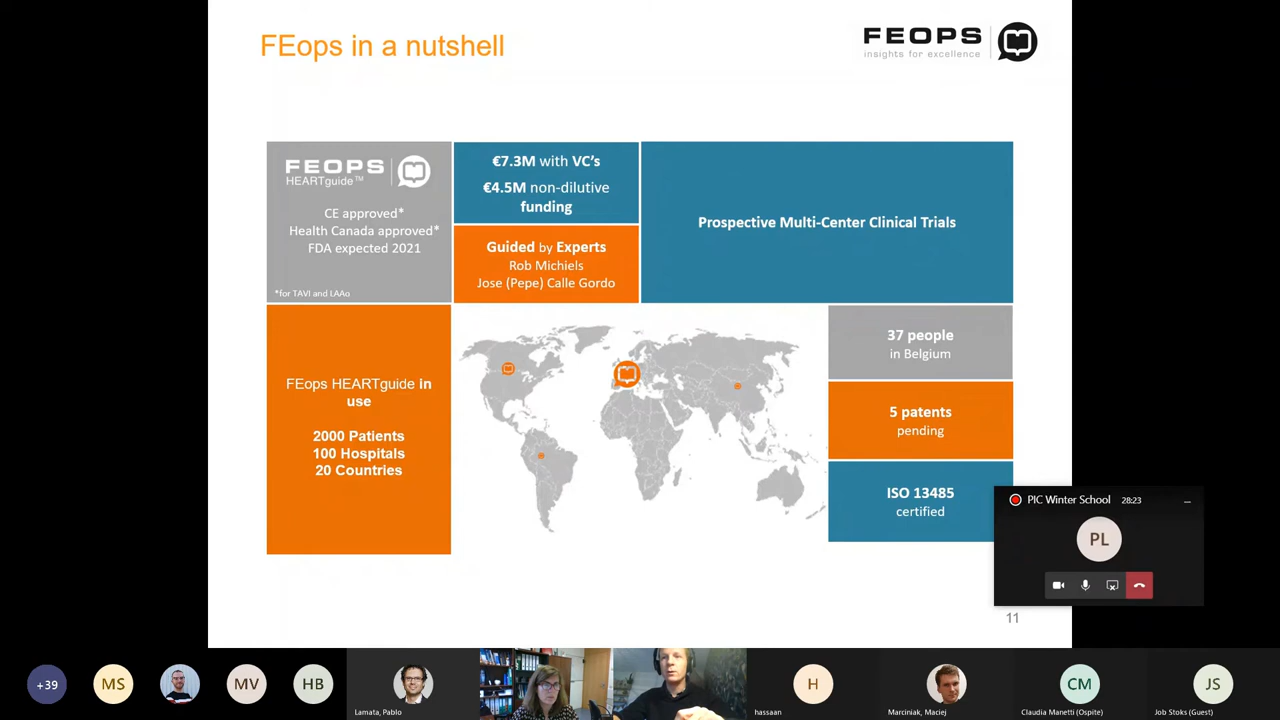 FEops in a nutshell
FEOPS
insights for excellence
FEOPS
HEARTguide™
CE approved*
Health Canada approved*
FDA expected 2021
*for TAVI and LAAo
€7.3M with VC's
€4.5M non-dilutive
funding
Guided by Experts
Rob Michiels
Jose (Pepe) Calle Gordo
Prospective Multi-Center Clinical Trials
FEops HEARTguide in
use
2000 Patients
100 Hospitals
20 Countries
37 people
in Belgium
5 patents
pending
ISO 13485
certified
PIC Winter School
28:23
PL
11
+39
MS
MV
HB
Lamata, Pablo
H
hassaan
Marciniak, Maciej
CM
Claudia Manetti (Ospite)
JS
Job Stoks (Guest)